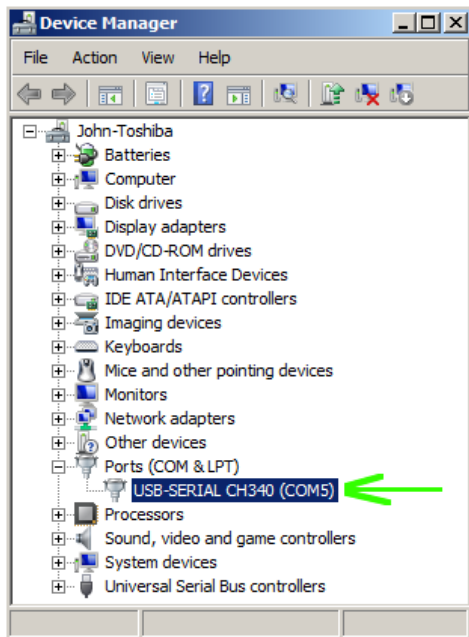 Device Manager
File Action View Help
John-Toshiba
Batteries
Computer
Disk drives
Display adapters
DVD/CD-ROM drives
Human Interface Devices
IDE ATA/ATAPI controllers
Imaging devices
Keyboards
Mice and other pointing devices
Monitors
Network adapters
Other devices
Ports (COM & LPT)
USB-SERIAL CH340 (COM5)
Processors
Sound, video and game controllers
System devices
Universal Serial Bus controllers